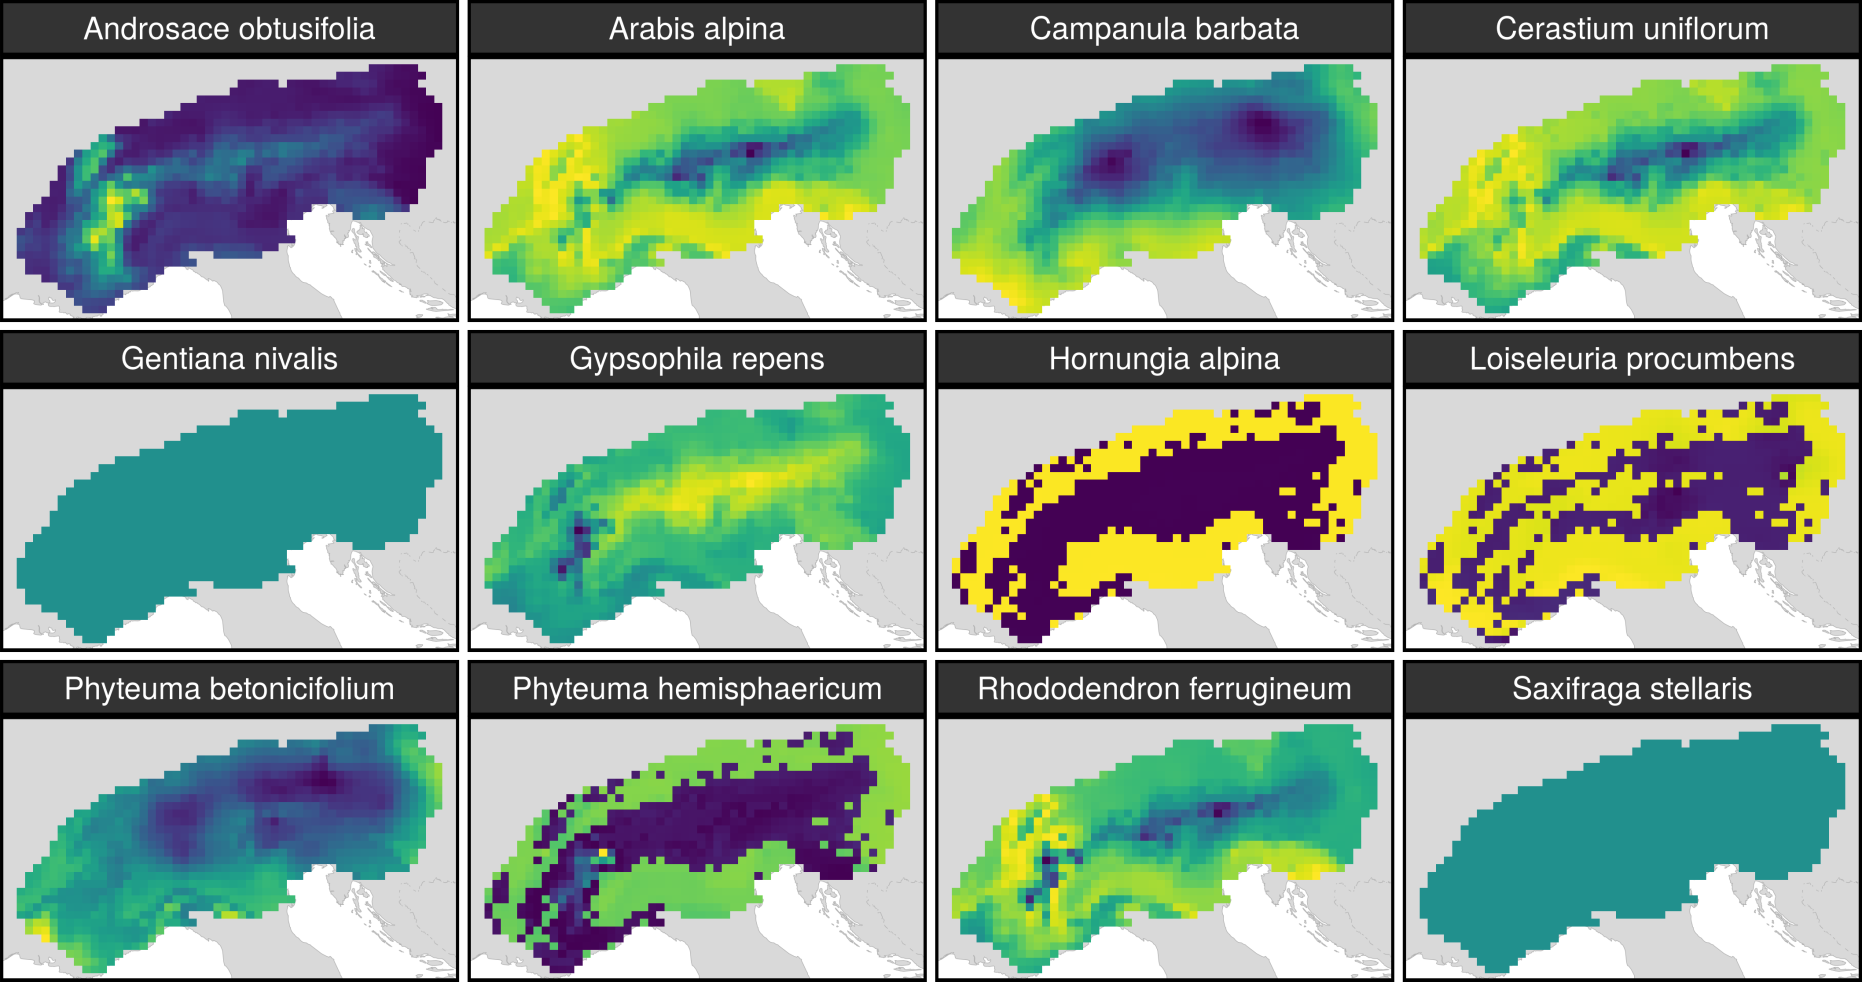 Androsace obtusifolia
Arabis alpina
Campanula barbata
Cerastium uniflorum
Gentiana nivalis
Gypsophila repens
Hornungia alpina
Loiseleuria procumbens
Phyteuma betonicifolium
Phyteuma hemisphaericum
Rhododendron ferrugineum
Saxifraga stellaris